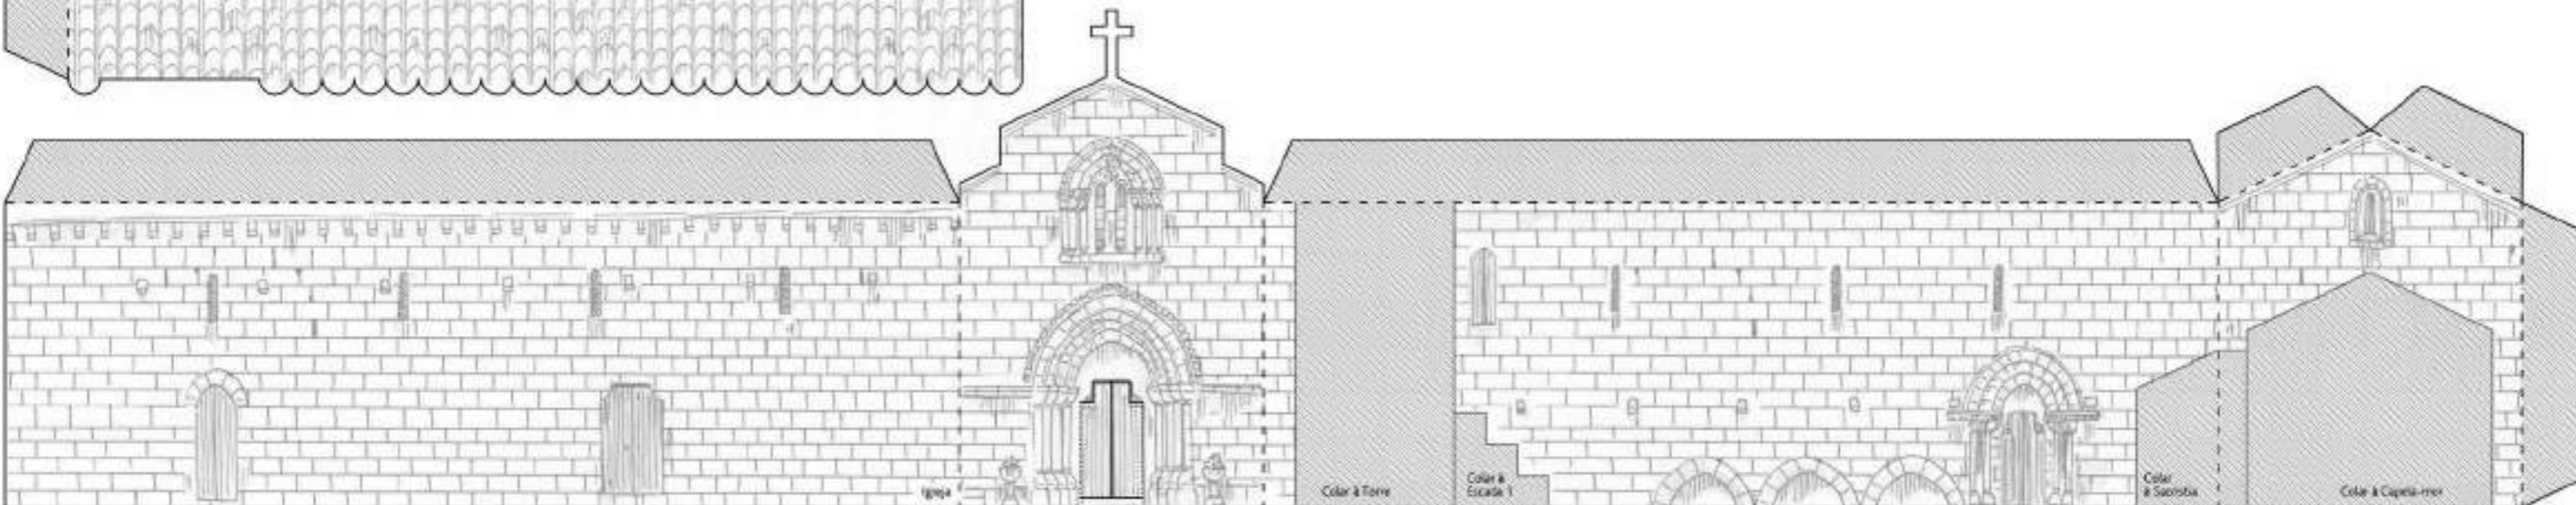 Igreja
Colar à Torre
Colar à
Escada 1
Colar
à Sacristia
Colar à Capela-mor